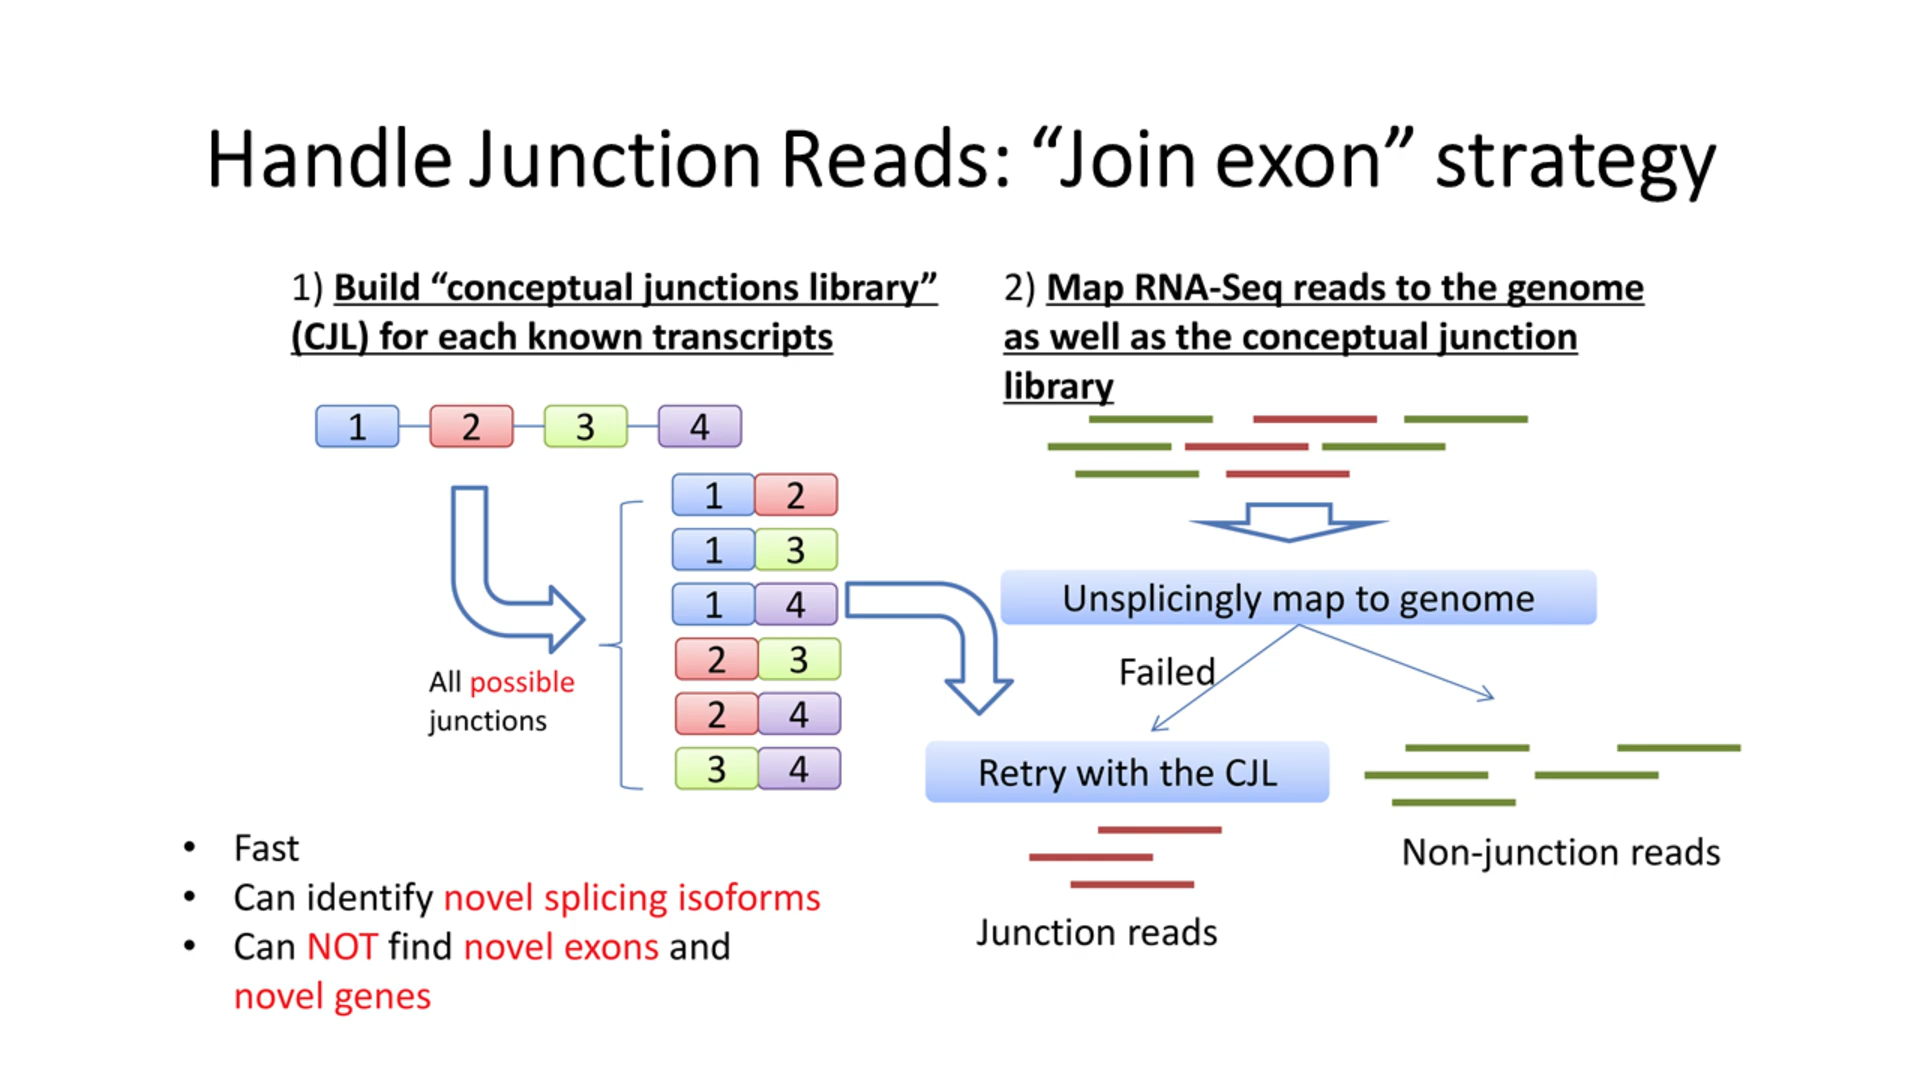 Handle Junction Reads: “Join exon” strategy
1) Build “conceptual junctions library”
(CJL) for each known transcripts
1 2 3 4
1 2
1 3
1 4
2 3
2 4
3 4
All possible
junctions
• Fast
• Can identify novel splicing isoforms
• Can NOT find novel exons and
novel genes
2) Map RNA-Seq reads to the genome
as well as the conceptual junction
library
Unsplicingly map to genome
Failed
Retry with the CJL
Junction reads
Non-junction reads